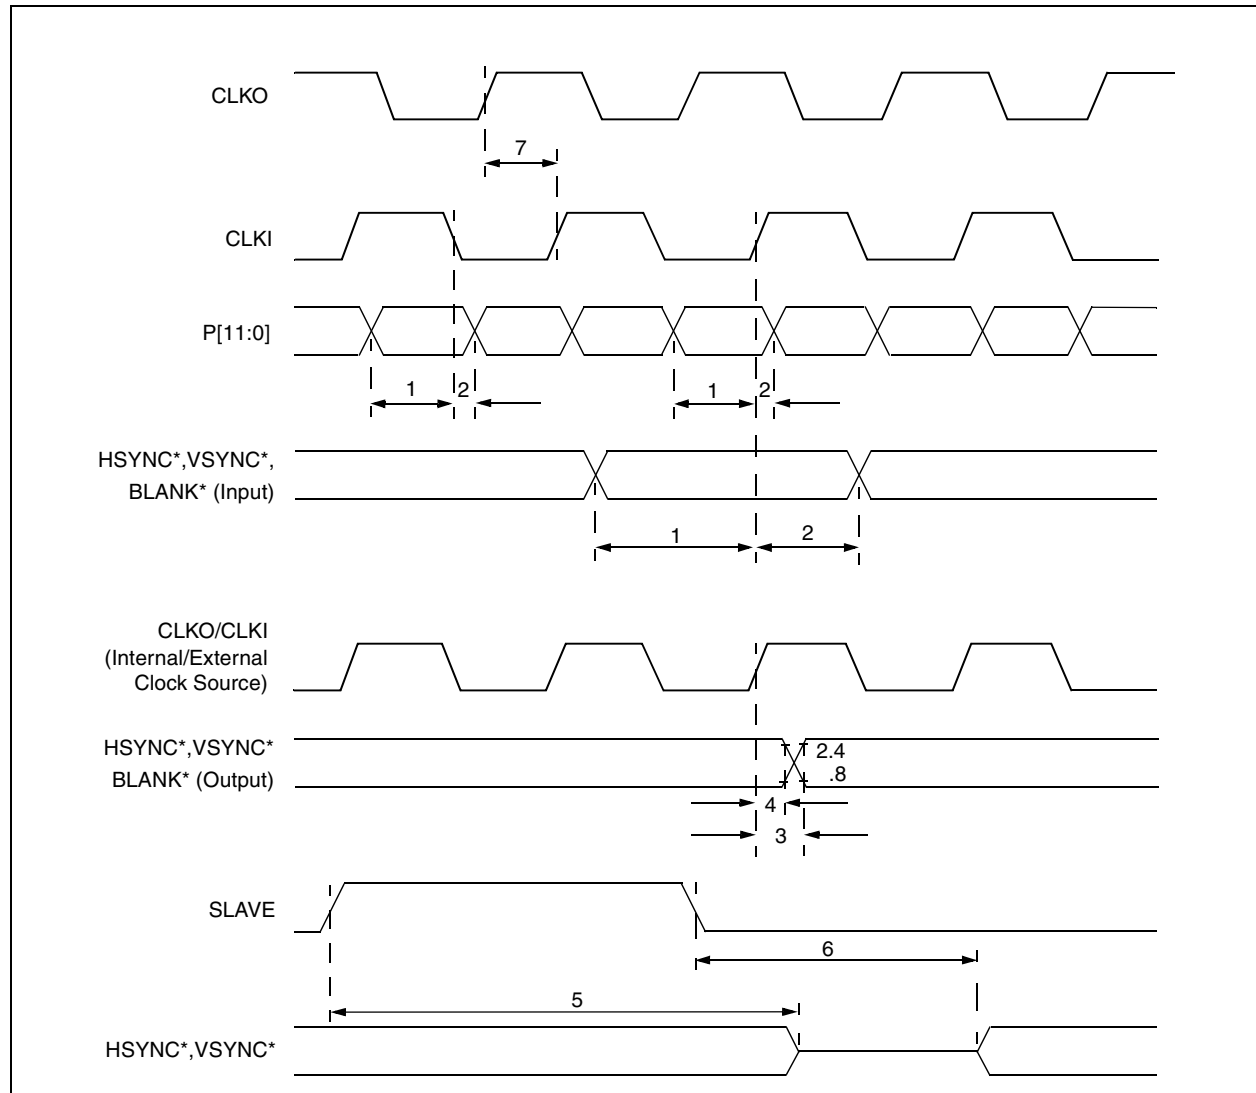 CLKO
7
CLKI
P[11:0]
1 2 1 2
HSYNC*,VSYNC*,
BLANK* (Input)
1 2
CLKO/CLKI
(Internal/External
Clock Source)
HSYNC*,VSYNC*
BLANK* (Output)
2.4
.8
4
3
SLAVE
6
5
HSYNC*,VSYNC*